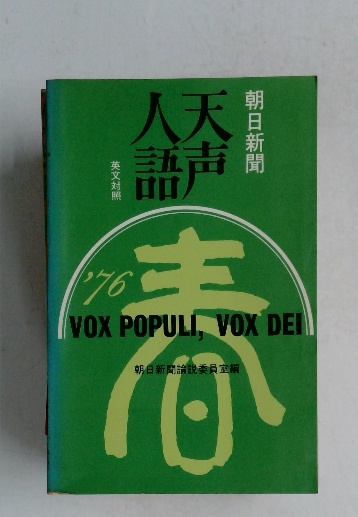 朝日新聞
天声
人語
英文対照
'76
春
VOX POPULI, VOX DEI
朝日新聞論説委員室編